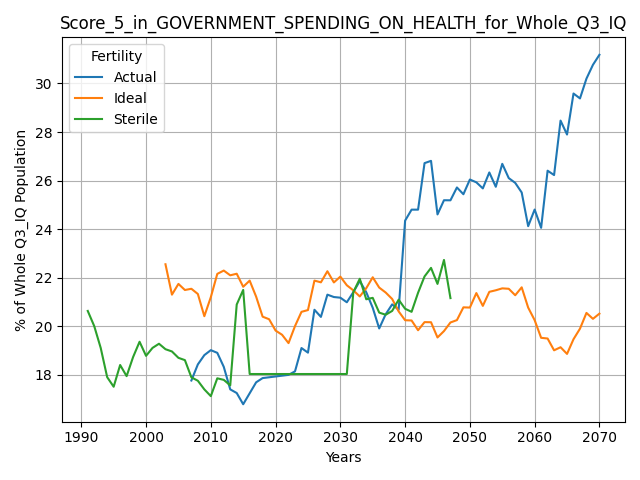 Score_5_in_GOVERNMENT_SPENDING_ON_HEALTH_for_Whole_Q3_IQ
Fertility
Actual
Ideal
Sterile
% of Whole Q3_IQ Population
30
28
26
24
22
20
18
1990 2000 2010 2020 2030 2040 2050 2060 2070
Years